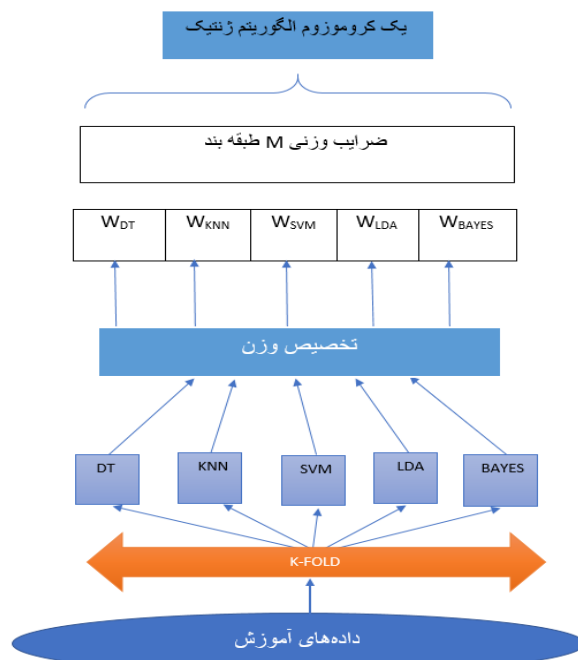 یک کروموزوم الگوریتم ژنتیک
ضرایب وزنی M طبقه بند
WDT WKNN WSVM WLDA WBAYES
تخصیص وزن
DT KNN SVM LDA BAYES
K-FOLD
داده‌های آموزش